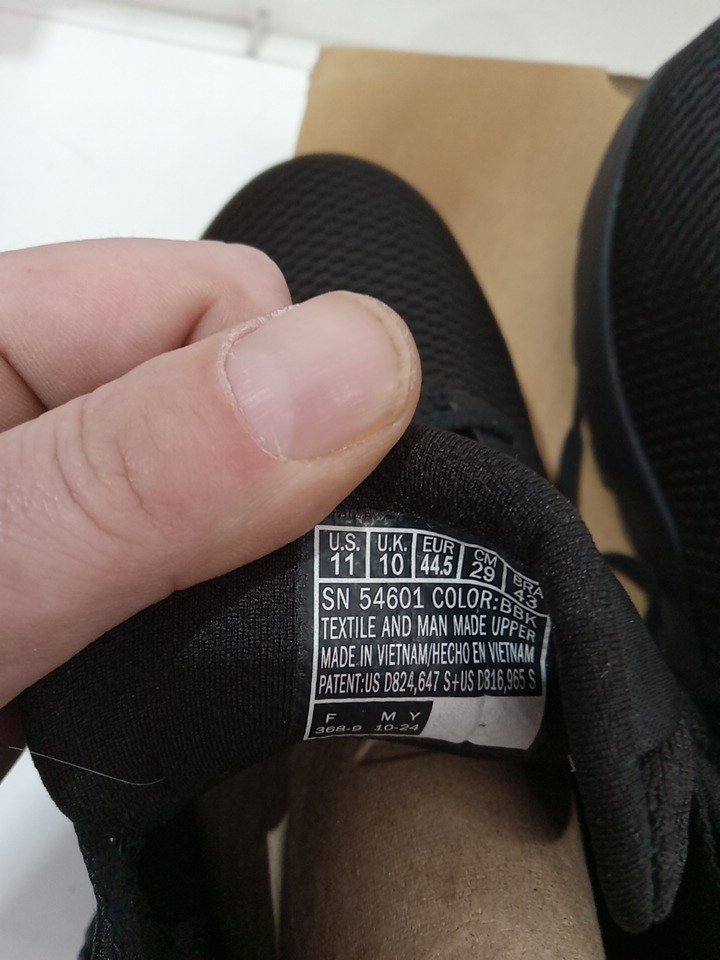 U.S. U.K. EUR CM BRA
11 10 44.5 29 43
SN 54601 COLOR:BBK
TEXTILE AND MAN MADE UPPER
MADE IN VIETNAM/HECHO EN VIETNAM
PATENT:US D824,647 S+US D816,965 S
F M Y
368-9 10-24